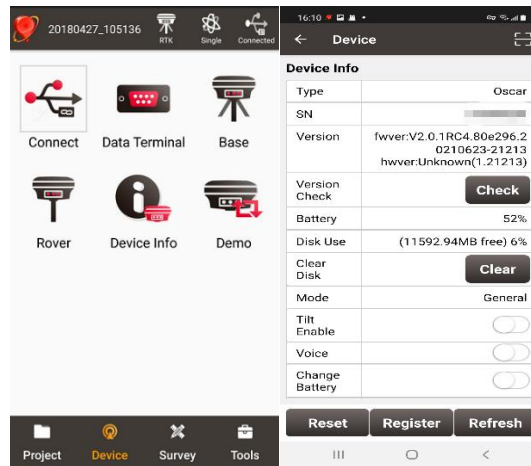 20180427_105136
RTK
Single
Connected
Connect
Data Terminal
Base
Rover
Device Info
Demo
Project
Device
Survey
Tools
16:10
Device
Device Info
Type
Oscar
SN
Version
fwver:V2.0.1RC4.80e296.2
0210623-21213
hwver:Unknown(1.21213)
Version
Check
Check
Battery
52%
Disk Use
(11592.94MB free) 6%
Clear
Disk
Clear
Mode
General
Tilt
Enable
Voice
Change
Battery
Reset
Register
Refresh